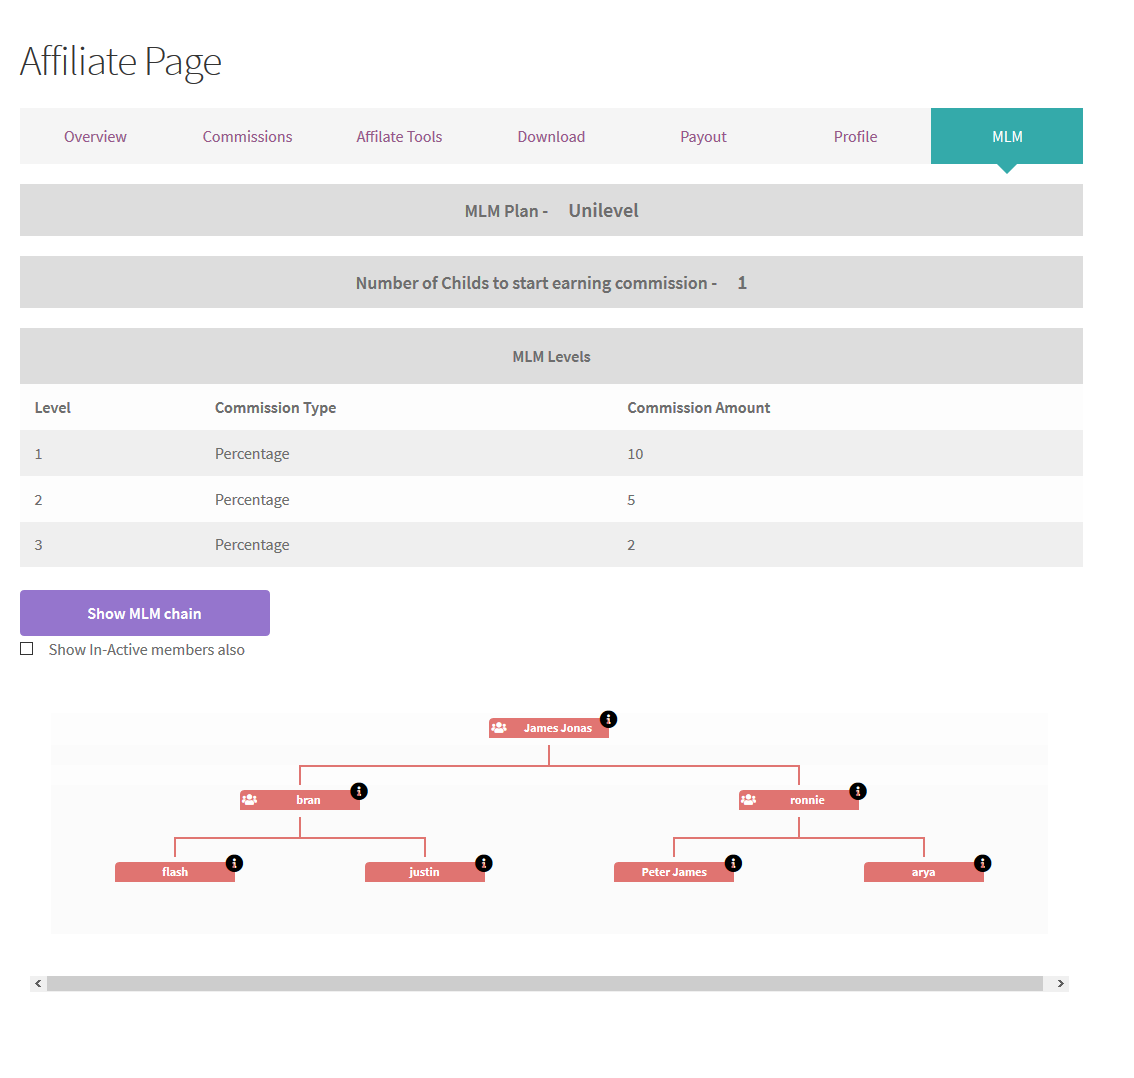 Affiliate Page
Overview Commissions Affilate Tools Download Payout Profile MLM
MLM Plan - Unilevel
Number of Childs to start earning commission - 1
MLM Levels
Level Commission Type Commission Amount
1 Percentage 10
2 Percentage 5
3 Percentage 2
Show MLM chain
Show In-Active members also
James Jonas
bran ronnie
flash justin Peter James arya